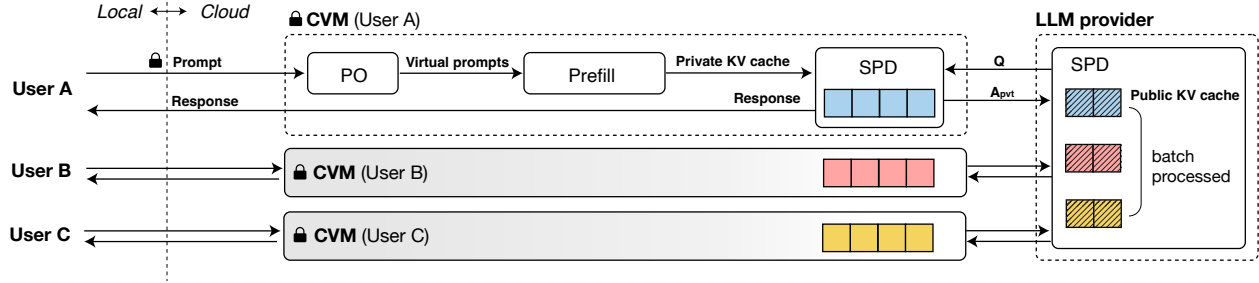 Local
Cloud
CVM (User A)
LLM provider
User A
Prompt
PO
Virtual prompts
Prefill
Private KV cache
SPD
Q
SPD
Response
Response
Apvt
Public KV cache
User B
CVM (User B)
batch
processed
User C
CVM (User C)